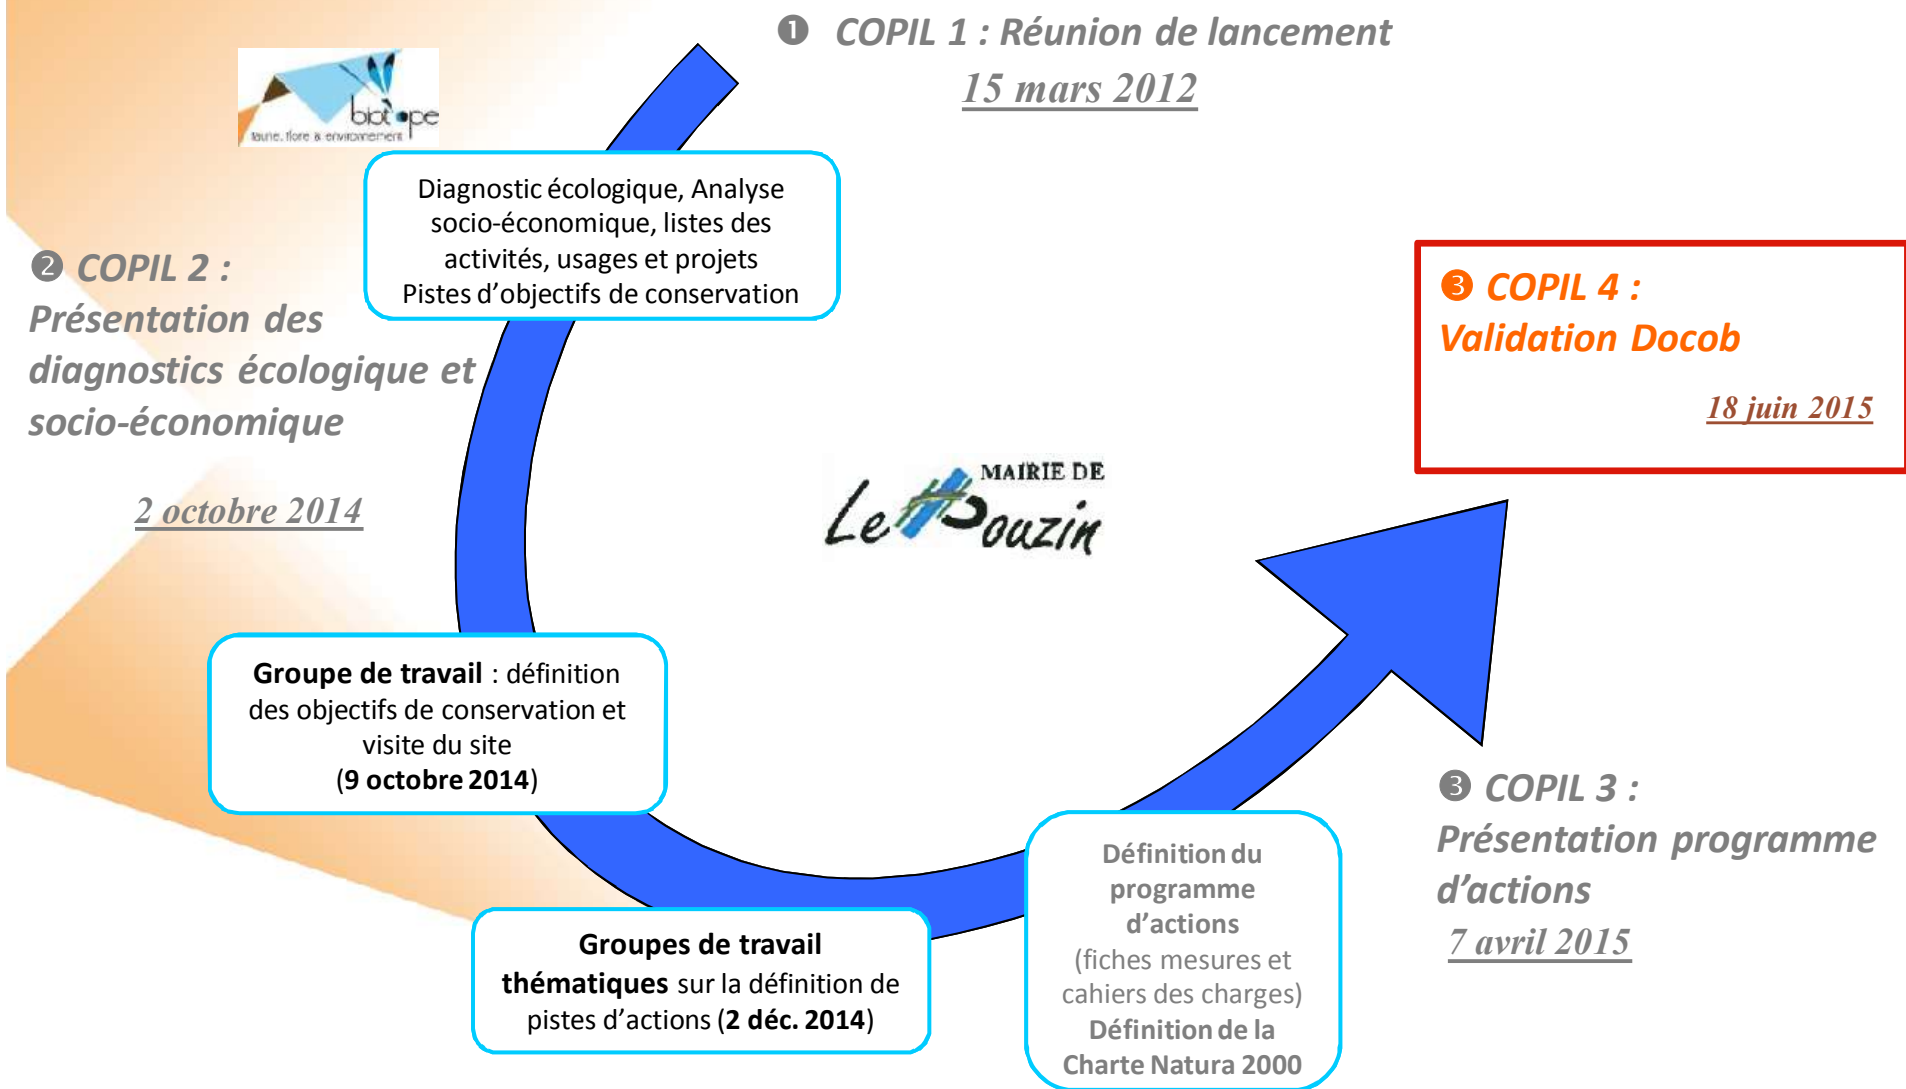 ❶ COPIL 1 : Réunion de lancement
15 mars 2012
biotope
faune, flore & environnement
Diagnostic écologique, Analyse
socio-économique, listes des
activités, usages et projets
Pistes d’objectifs de conservation
❷ COPIL 2 :
Présentation des
diagnostics écologique et
socio-économique
2 octobre 2014
❸ COPIL 4 :
Validation Docob
18 juin 2015
MAIRIE DE
Le Pouzin
Groupe de travail : définition
des objectifs de conservation et
visite du site
(9 octobre 2014)
Groupes de travail
thématiques sur la définition de
pistes d’actions (2 déc. 2014)
Définition du
programme
d’actions
(fiches mesures et
cahiers des charges)
Définition de la
Charte Natura 2000
❸ COPIL 3 :
Présentation programme
d’actions
7 avril 2015